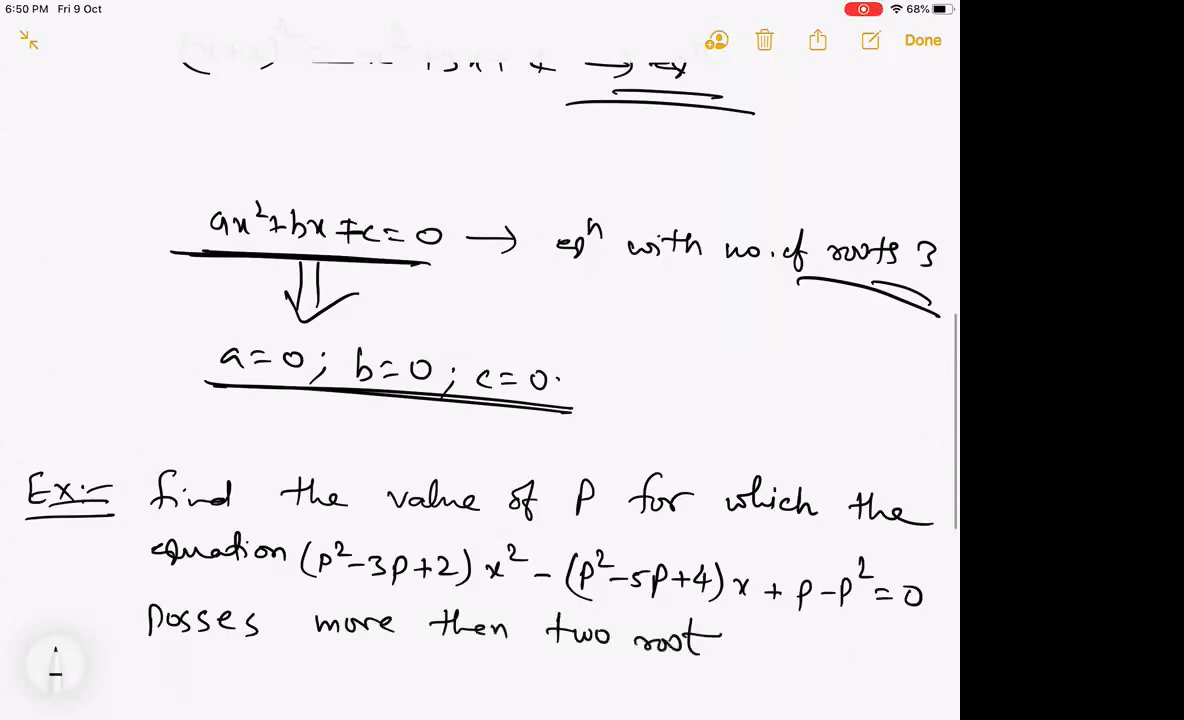 6:50 PM Fri 9 Oct
68%
Done
ax²+bx+c=0 → eqⁿ with no. of roots 3
a=0; b=0; c=0.
Ex:- find the value of P for which the
equation (p²-3p+2) x² - (p²-5p+4) x + p-p² = 0
Posses more then two root